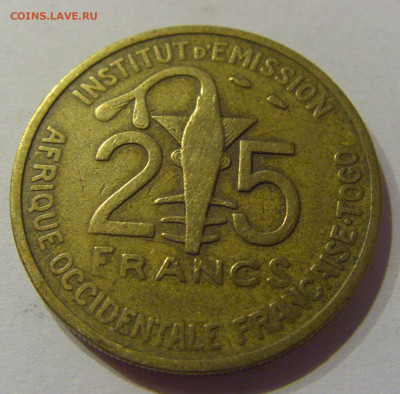 COINS.LAVE.RU
INSTITUT D'EMISSION
25
FRANCS
AFRIQUE·OCCIDENTALE FRANÇAISE·TOGO